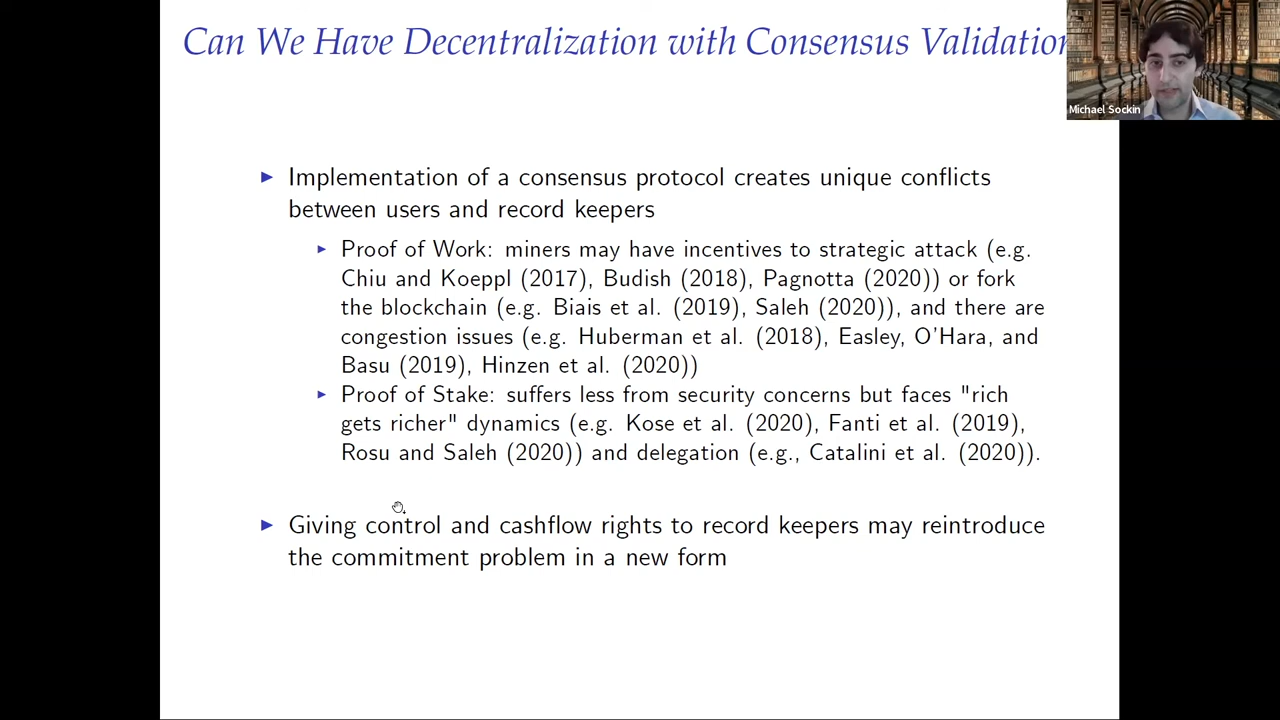 Can We Have Decentralization with Consensus Validation
Michael Sockin
Implementation of a consensus protocol creates unique conflicts
between users and record keepers
Proof of Work: miners may have incentives to strategic attack (e.g.
Chiu and Koeppl (2017), Budish (2018), Pagnotta (2020)) or fork
the blockchain (e.g. Biais et al. (2019), Saleh (2020)), and there are
congestion issues (e.g. Huberman et al. (2018), Easley, O'Hara, and
Basu (2019), Hinzen et al. (2020))
Proof of Stake: suffers less from security concerns but faces "rich
gets richer" dynamics (e.g. Kose et al. (2020), Fanti et al. (2019),
Rosu and Saleh (2020)) and delegation (e.g., Catalini et al. (2020)).
Giving control and cashflow rights to record keepers may reintroduce
the commitment problem in a new form